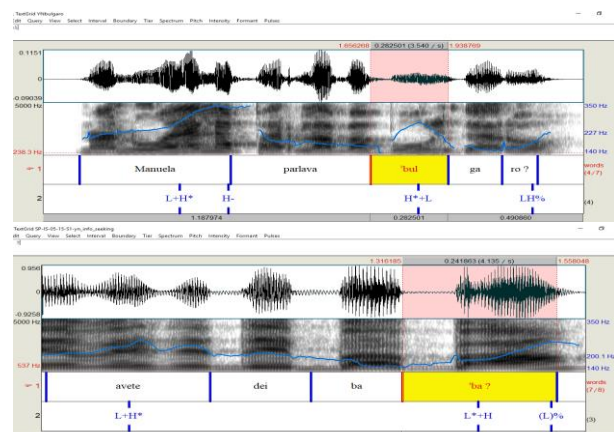 TextGrid YNbulgaro
Edit Query View Select Interval Boundary Tier Spectrum Pitch Intensity Formant Pulses
1.656268 0.282501 (3.540 / s) 1.938769
0.1151
0
-0.09039
5000 Hz 350 Hz
227 Hz
238.3 Hz 140 Hz
1 Manuela parlava 'bul ga ro ? words (4/7)
2 L+H* H- H*+L LH% (4)
1.187974 0.282501 0.490860
TextGrid SP-IS-05-15-S1-yn_info_seeking
Edit Query View Select Interval Boundary Tier Spectrum Pitch Intensity Formant Pulses
1.316185 0.241863 (4.135 / s) 1.558048
0.956
0
-0.9258
5000 Hz 350 Hz
200.1 Hz
537 Hz 140 Hz
1 avete dei ba 'ba ? words (7/8)
2 L+H* L*+H (L)% (3)